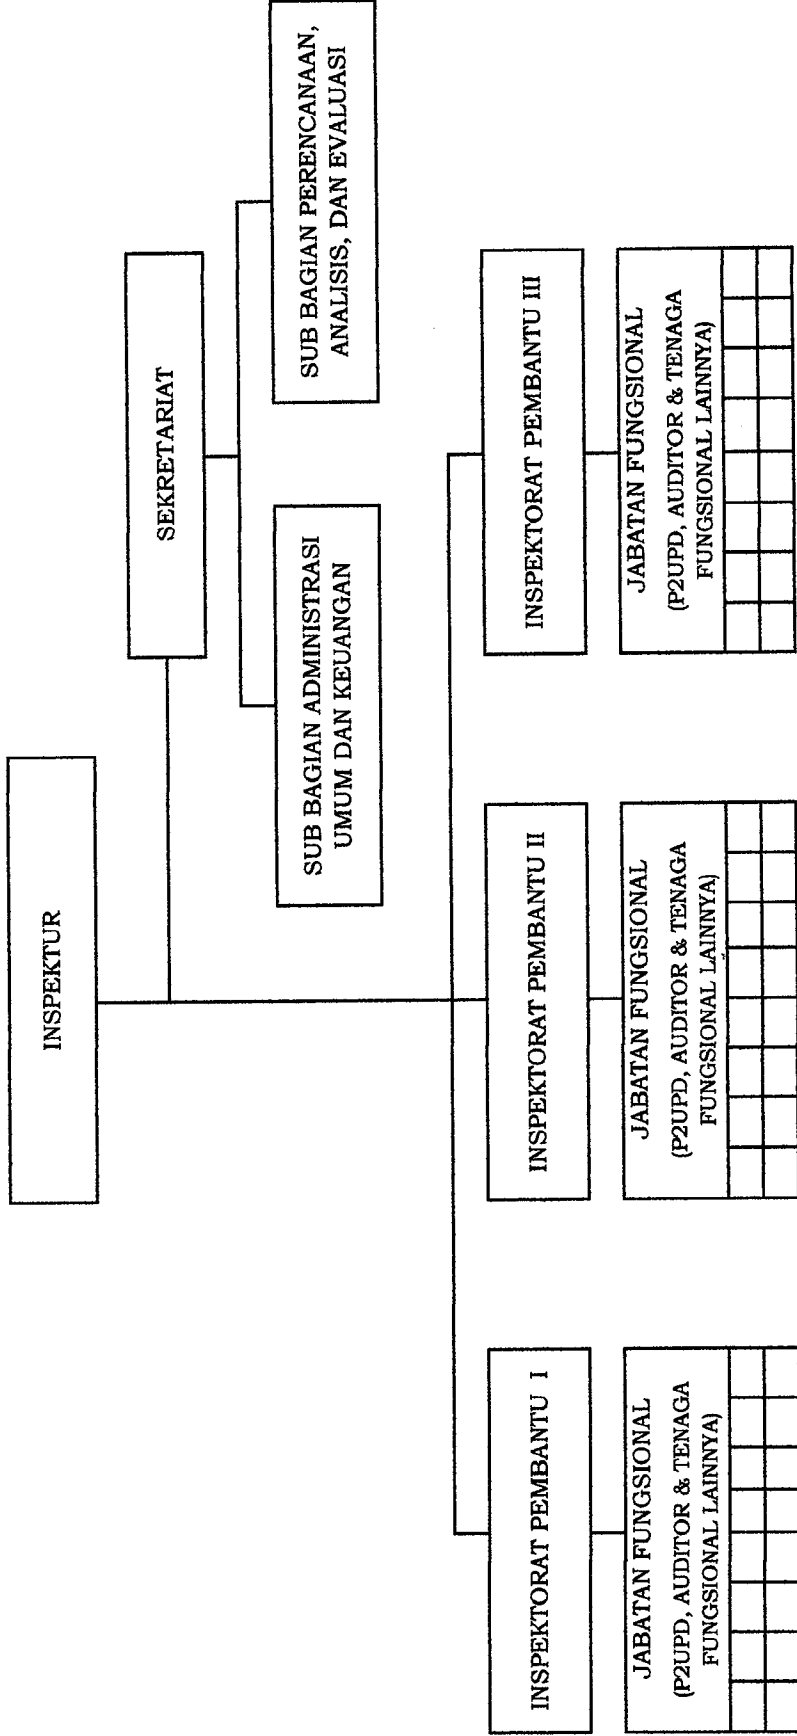 INSPEKTUR
SEKRETARIAT
SUB BAGIAN ADMINISTRASI
UMUM DAN KEUANGAN
SUB BAGIAN PERENCANAAN,
ANALISIS, DAN EVALUASI
INSPEKTORAT PEMBANTU I
INSPEKTORAT PEMBANTU II
INSPEKTORAT PEMBANTU III
JABATAN FUNGSIONAL
(P2UPD, AUDITOR & TENAGA
FUNGSIONAL LAINNYA)
JABATAN FUNGSIONAL
(P2UPD, AUDITOR & TENAGA
FUNGSIONAL LAINNYA)
JABATAN FUNGSIONAL
(P2UPD, AUDITOR & TENAGA
FUNGSIONAL LAINNYA)